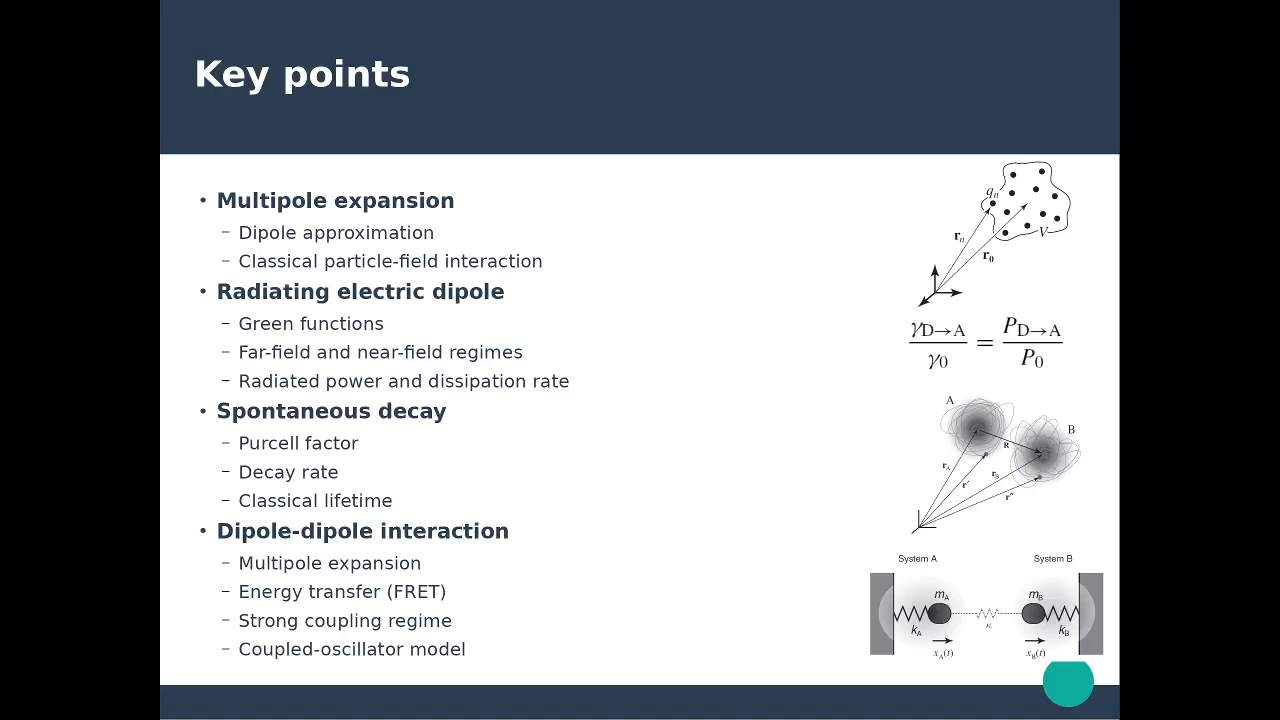 Key points
• Multipole expansion
– Dipole approximation
– Classical particle-field interaction
• Radiating electric dipole
– Green functions
– Far-field and near-field regimes
– Radiated power and dissipation rate
• Spontaneous decay
– Purcell factor
– Decay rate
– Classical lifetime
• Dipole-dipole interaction
– Multipole expansion
– Energy transfer (FRET)
– Strong coupling regime
– Coupled-oscillator model
qn
V
rn
r0
γD→A / γ0 = PD→A / P0
A
B
R
rA
rB
r′
r″
System A System B
mA mB
kA κ kB
xA(t) xB(t)